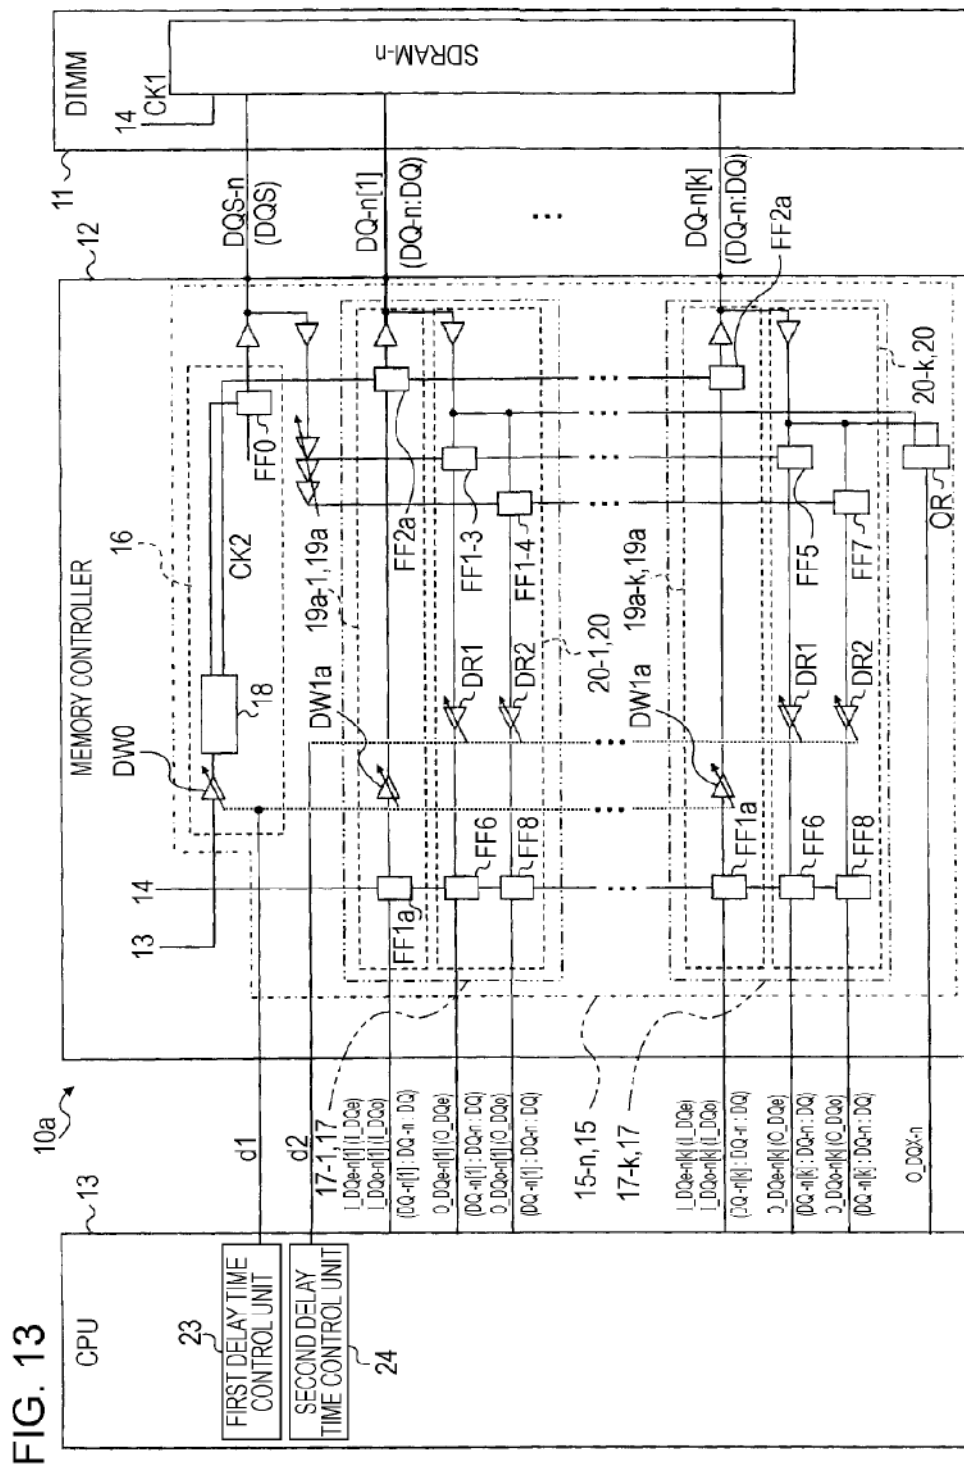 FIG. 13
10a
CPU
13
FIRST DELAY TIME
CONTROL UNIT
23
SECOND DELAY
TIME CONTROL UNIT
24
d1
d2
17-1,17
I_DQe-n[1](I_DQe)
I_DQo-n[1](I_DQo)
(DQ-n[1]:DQ-n:DQ)
O_DQe-n[1](O_DQe)
(DQ-n[1]:DQ-n:DQ)
O_DQo-n[1](O_DQo)
(DQ-n[1]:DQ-n:DQ)
15-n,15
17-k,17
I_DQe-n[k](I_DQe)
I_DQo-n[k](I_DQo)
(DQ-n[k]:DQ-n:DQ)
O_DQe-n[k](O_DQe)
(DQ-n[k]:DQ-n:DQ)
O_DQo-n[k](O_DQo)
(DQ-n[k]:DQ-n:DQ)
O_DQX-n
MEMORY CONTROLLER
12
13
14
DW0
18
16
CK2
FF0
FF1a
DW1a
19a-1,19a
FF2a
FF6
DR1
FF1-3
FF8
DR2
FF1-4
20-1,20
...
FF1a
DW1a
19a-k,19a
FF2a
FF6
DR1
FF5
FF8
DR2
FF7
20-k,20
OR
DQS-n
(DQS)
DQ-n[1]
(DQ-n:DQ)
...
DQ-n[k]
(DQ-n:DQ)
11
DIMM
14
CK1
SDRAM-n